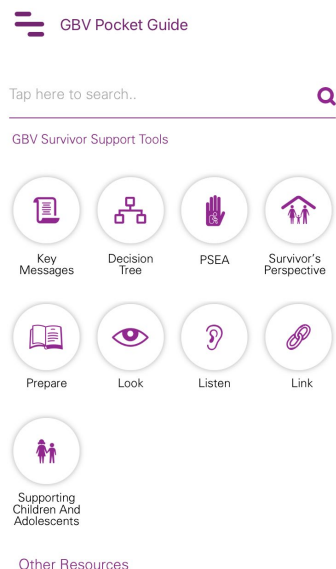 GBV Pocket Guide
Tap here to search..
GBV Survivor Support Tools
Key
Messages
Decision
Tree
PSEA
Survivor's
Perspective
Prepare
Look
Listen
Link
Supporting
Children And
Adolescents
Other Resources